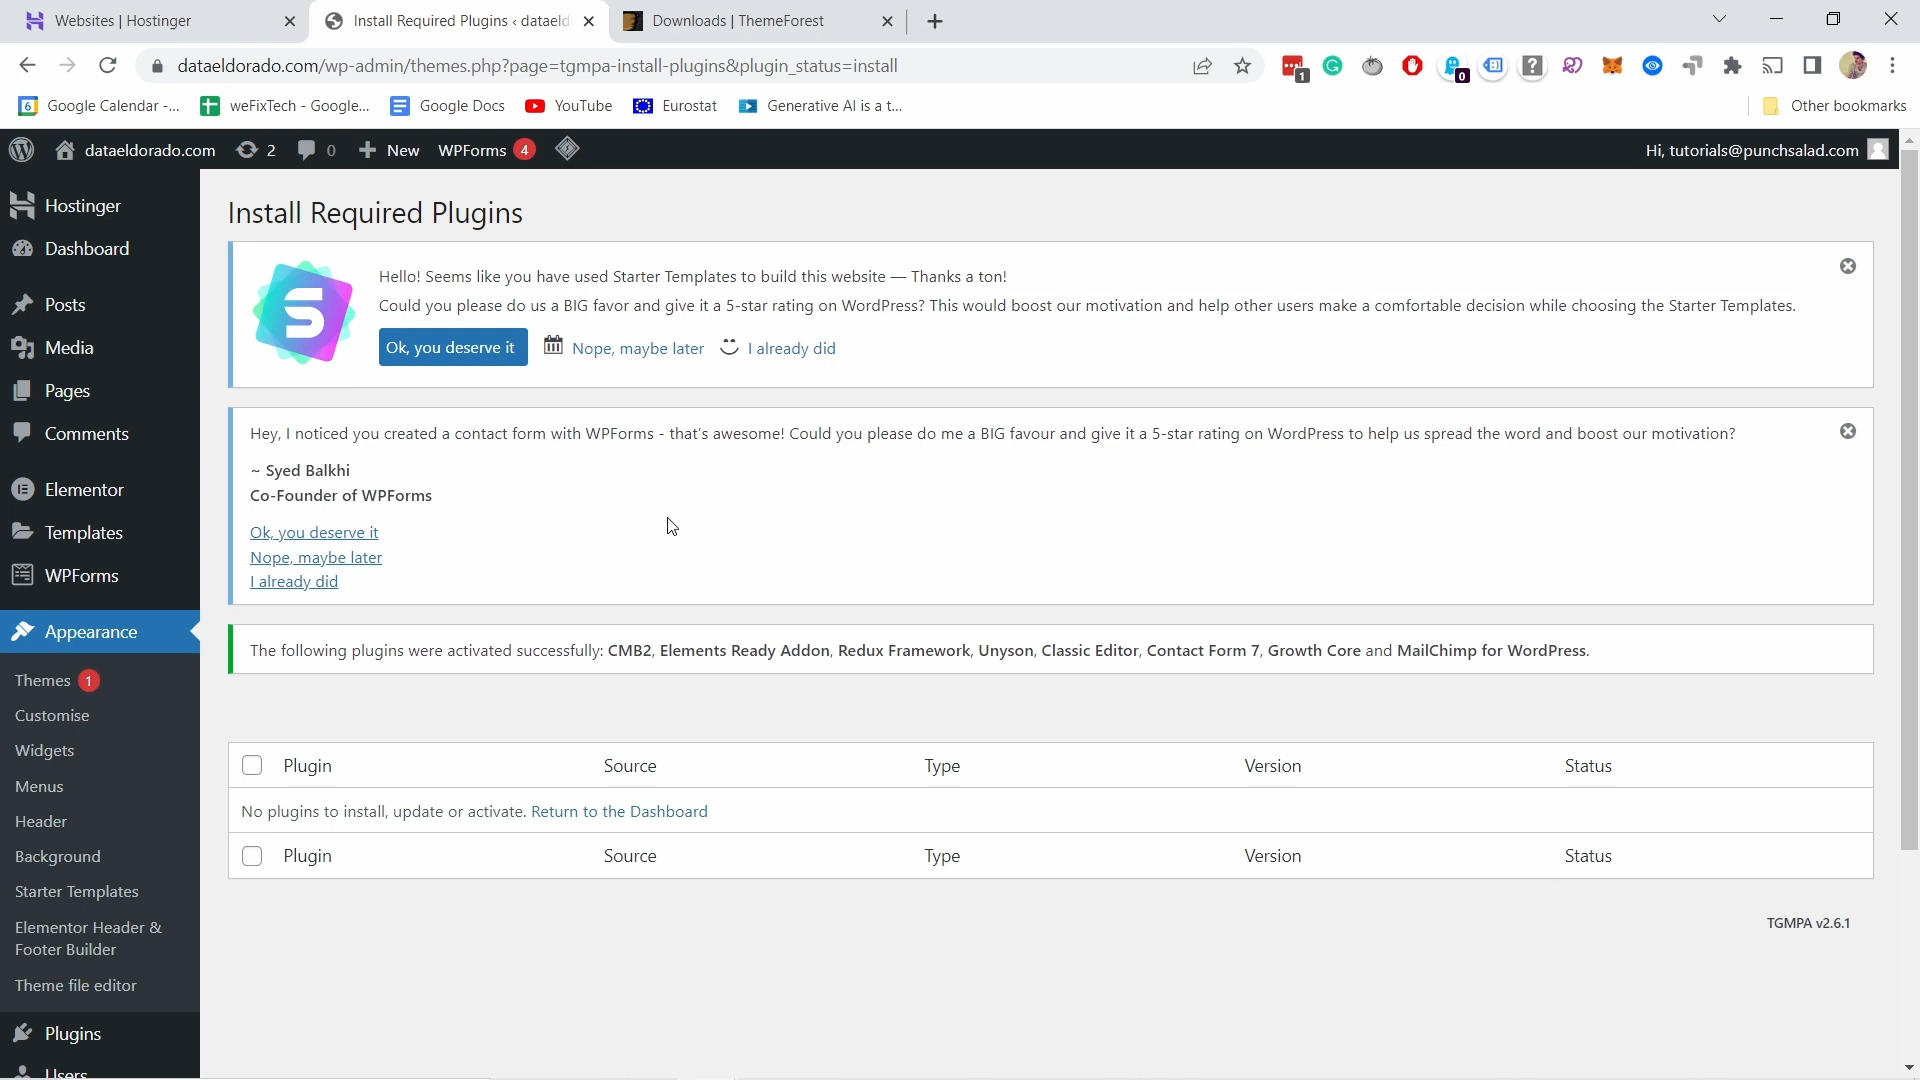 Websites | Hostinger
Install Required Plugins ‹ dataeld
Downloads | ThemeForest
dataeldorado.com/wp-admin/themes.php?page=tgmpa-install-plugins&plugin_status=install
1
0
6
Google Calendar -...
weFixTech - Google...
Google Docs
YouTube
Eurostat
Generative AI is a t...
Other bookmarks
dataeldorado.com
2
0
New
WPForms 4
Hi, tutorials@punchsalad.com
Hostinger
Dashboard
Posts
Media
Pages
Comments
Elementor
Templates
WPForms
Appearance
Themes 1
Customise
Widgets
Menus
Header
Background
Starter Templates
Elementor Header &
Footer Builder
Theme file editor
Plugins
Users
Install Required Plugins
Hello! Seems like you have used Starter Templates to build this website — Thanks a ton!
Could you please do us a BIG favor and give it a 5-star rating on WordPress? This would boost our motivation and help other users make a comfortable decision while choosing the Starter Templates.
Ok, you deserve it
Nope, maybe later
I already did
Hey, I noticed you created a contact form with WPForms - that's awesome! Could you please do me a BIG favour and give it a 5-star rating on WordPress to help us spread the word and boost our motivation?
~ Syed Balkhi
Co-Founder of WPForms
Ok, you deserve it
Nope, maybe later
I already did
The following plugins were activated successfully: CMB2, Elements Ready Addon, Redux Framework, Unyson, Classic Editor, Contact Form 7, Growth Core and MailChimp for WordPress.
Plugin Source Type Version Status
No plugins to install, update or activate. Return to the Dashboard
Plugin Source Type Version Status
TGMPA v2.6.1